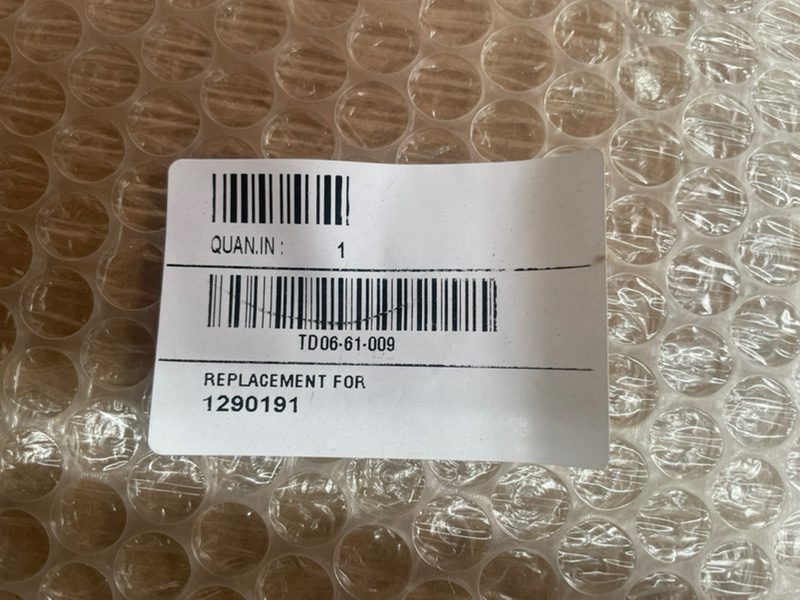 QUAN.IN : 1
TD06-61-009
REPLACEMENT FOR
1290191